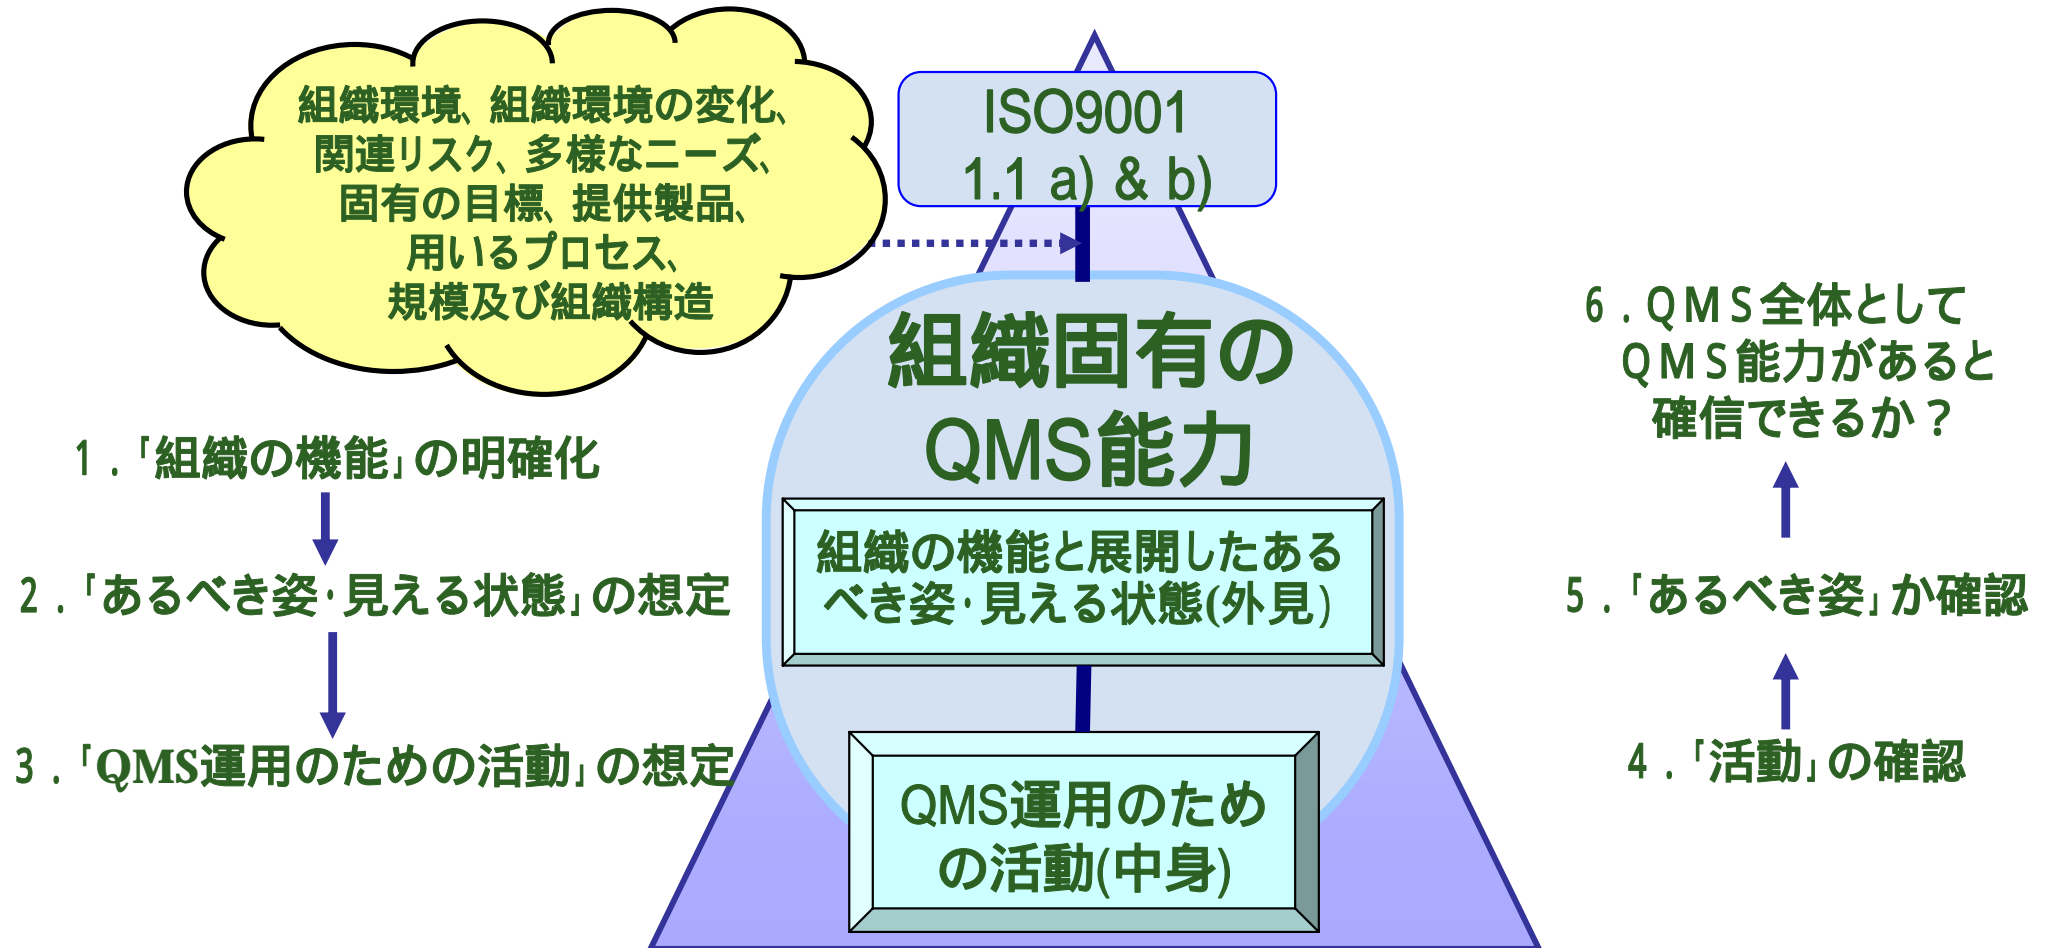 組織環境、組織環境の変化、
関連リスク、多様なニーズ、
固有の目標、提供製品、
用いるプロセス、
規模及び組織構造
ISO9001
1.1 a) & b)
組織固有の
QMS能力
組織の機能と展開したある
べき姿・見える状態(外見)
QMS運用のため
の活動(中身)
1．「組織の機能」の明確化
2．「あるべき姿・見える状態」の想定
3．「QMS運用のための活動」の想定
6．ＱＭＳ全体として
ＱＭＳ能力があると
確信できるか？
5．「あるべき姿」か確認
4．「活動」の確認